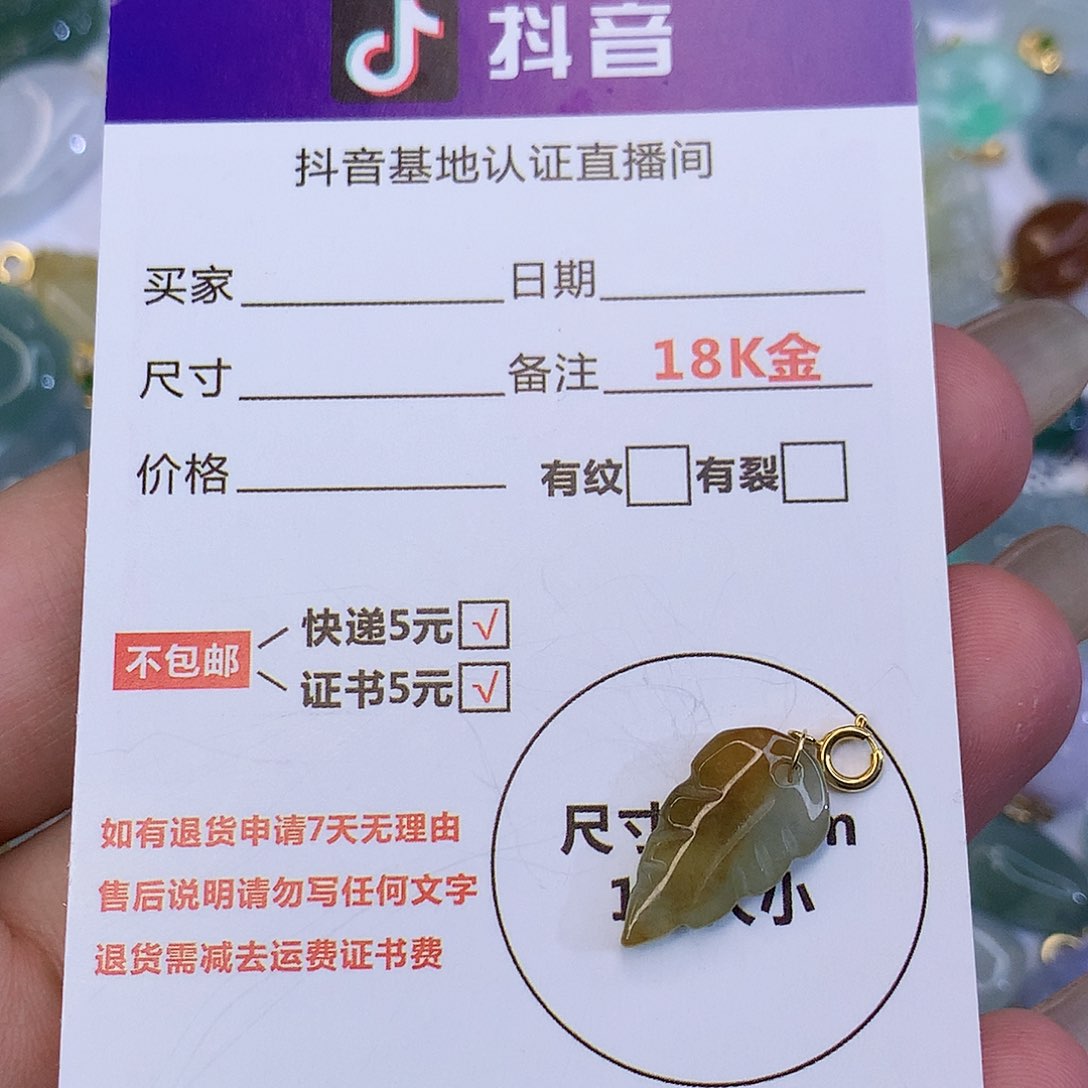 抖音
抖音基地认证直播间
买家 日期
尺寸 备注 18K金
价格 有纹 有裂
快递5元 √
不包邮
证书5元 √
如有退货申请7天无理由
售后说明请勿写任何文字
退货需减去运费证书费
尺寸
小